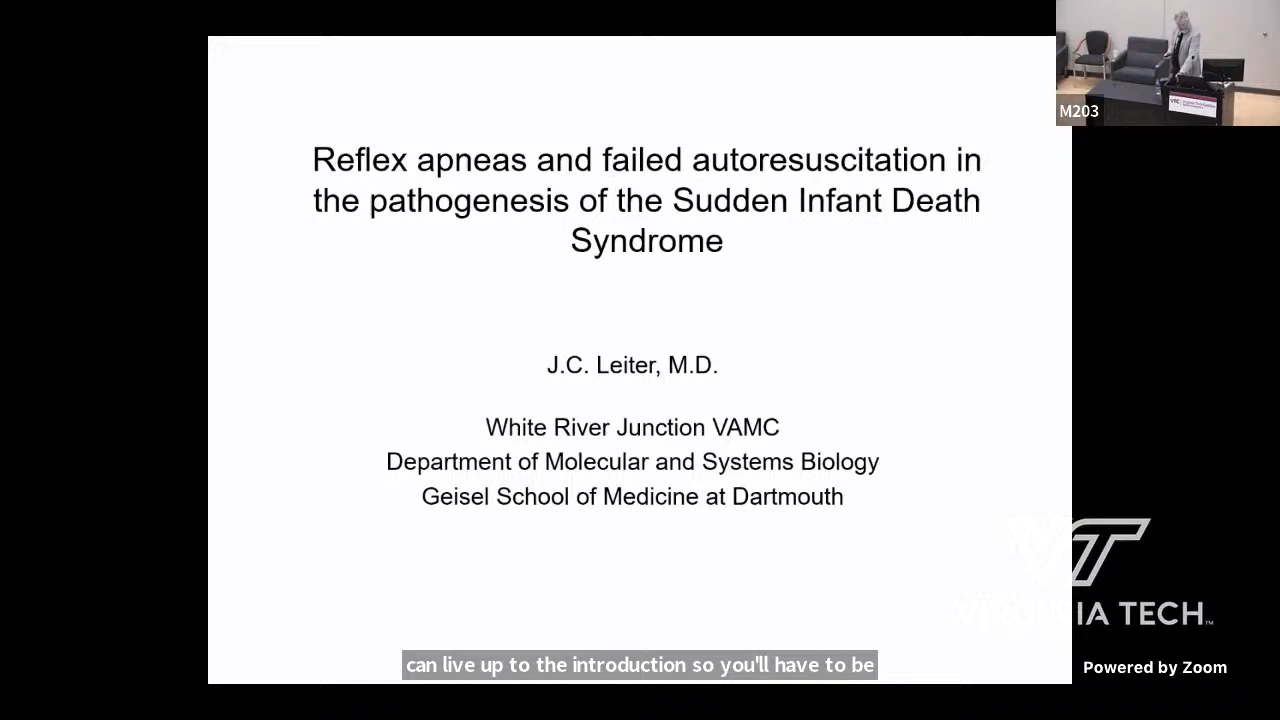 M203
Reflex apneas and failed autoresuscitation in
the pathogenesis of the Sudden Infant Death
Syndrome
J.C. Leiter, M.D.
White River Junction VAMC
Department of Molecular and Systems Biology
Geisel School of Medicine at Dartmouth
VT
VIRGINIA TECH™
can live up to the introduction so you'll have to be
Powered by Zoom